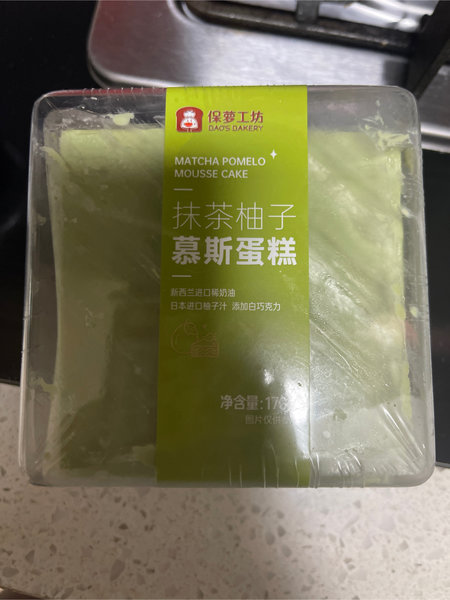 保萝工坊
BAO'S BAKERY
MATCHA POMELO
MOUSSE CAKE
抹茶柚子
慕斯蛋糕
新西兰进口稀奶油
日本进口柚子汁 添加白巧克力
净含量:
图片仅供